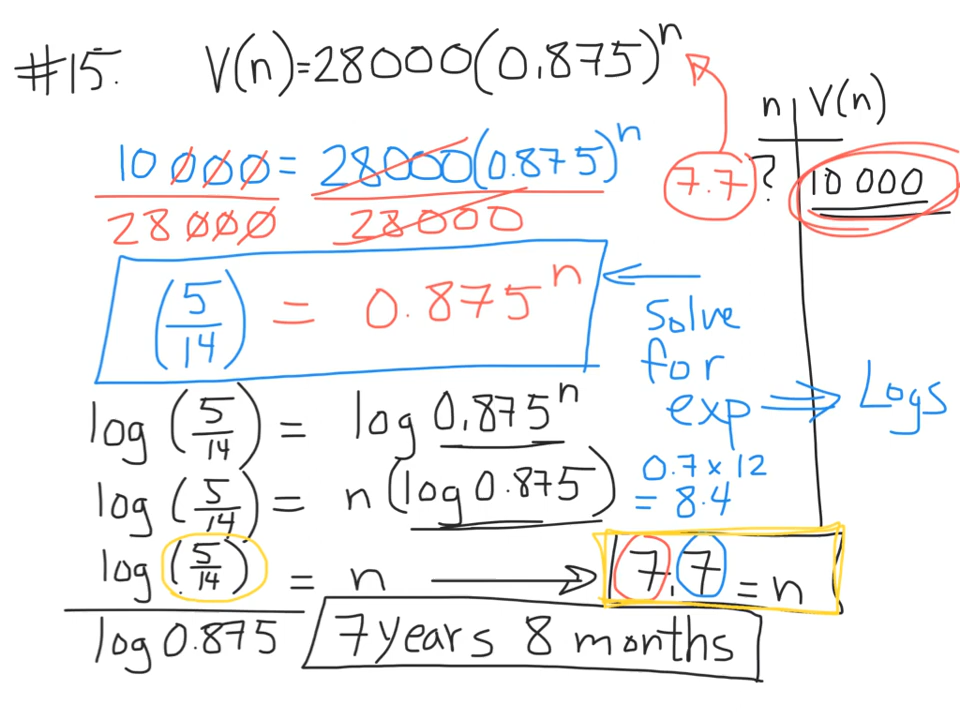 #15. V(n)=28000(0.875)^n
n | V(n)
? | 10 000
7.7
10 000 = 28000(0.875)^n
28 000 28000
(5/14) = 0.875^n
Solve
for
exp ⇒ Logs
log (5/14) = log 0.875^n
log (5/14) = n (log 0.875)
0.7 × 12
= 8.4
log (5/14) = n → 7.7 = n
log 0.875
7 years 8 months